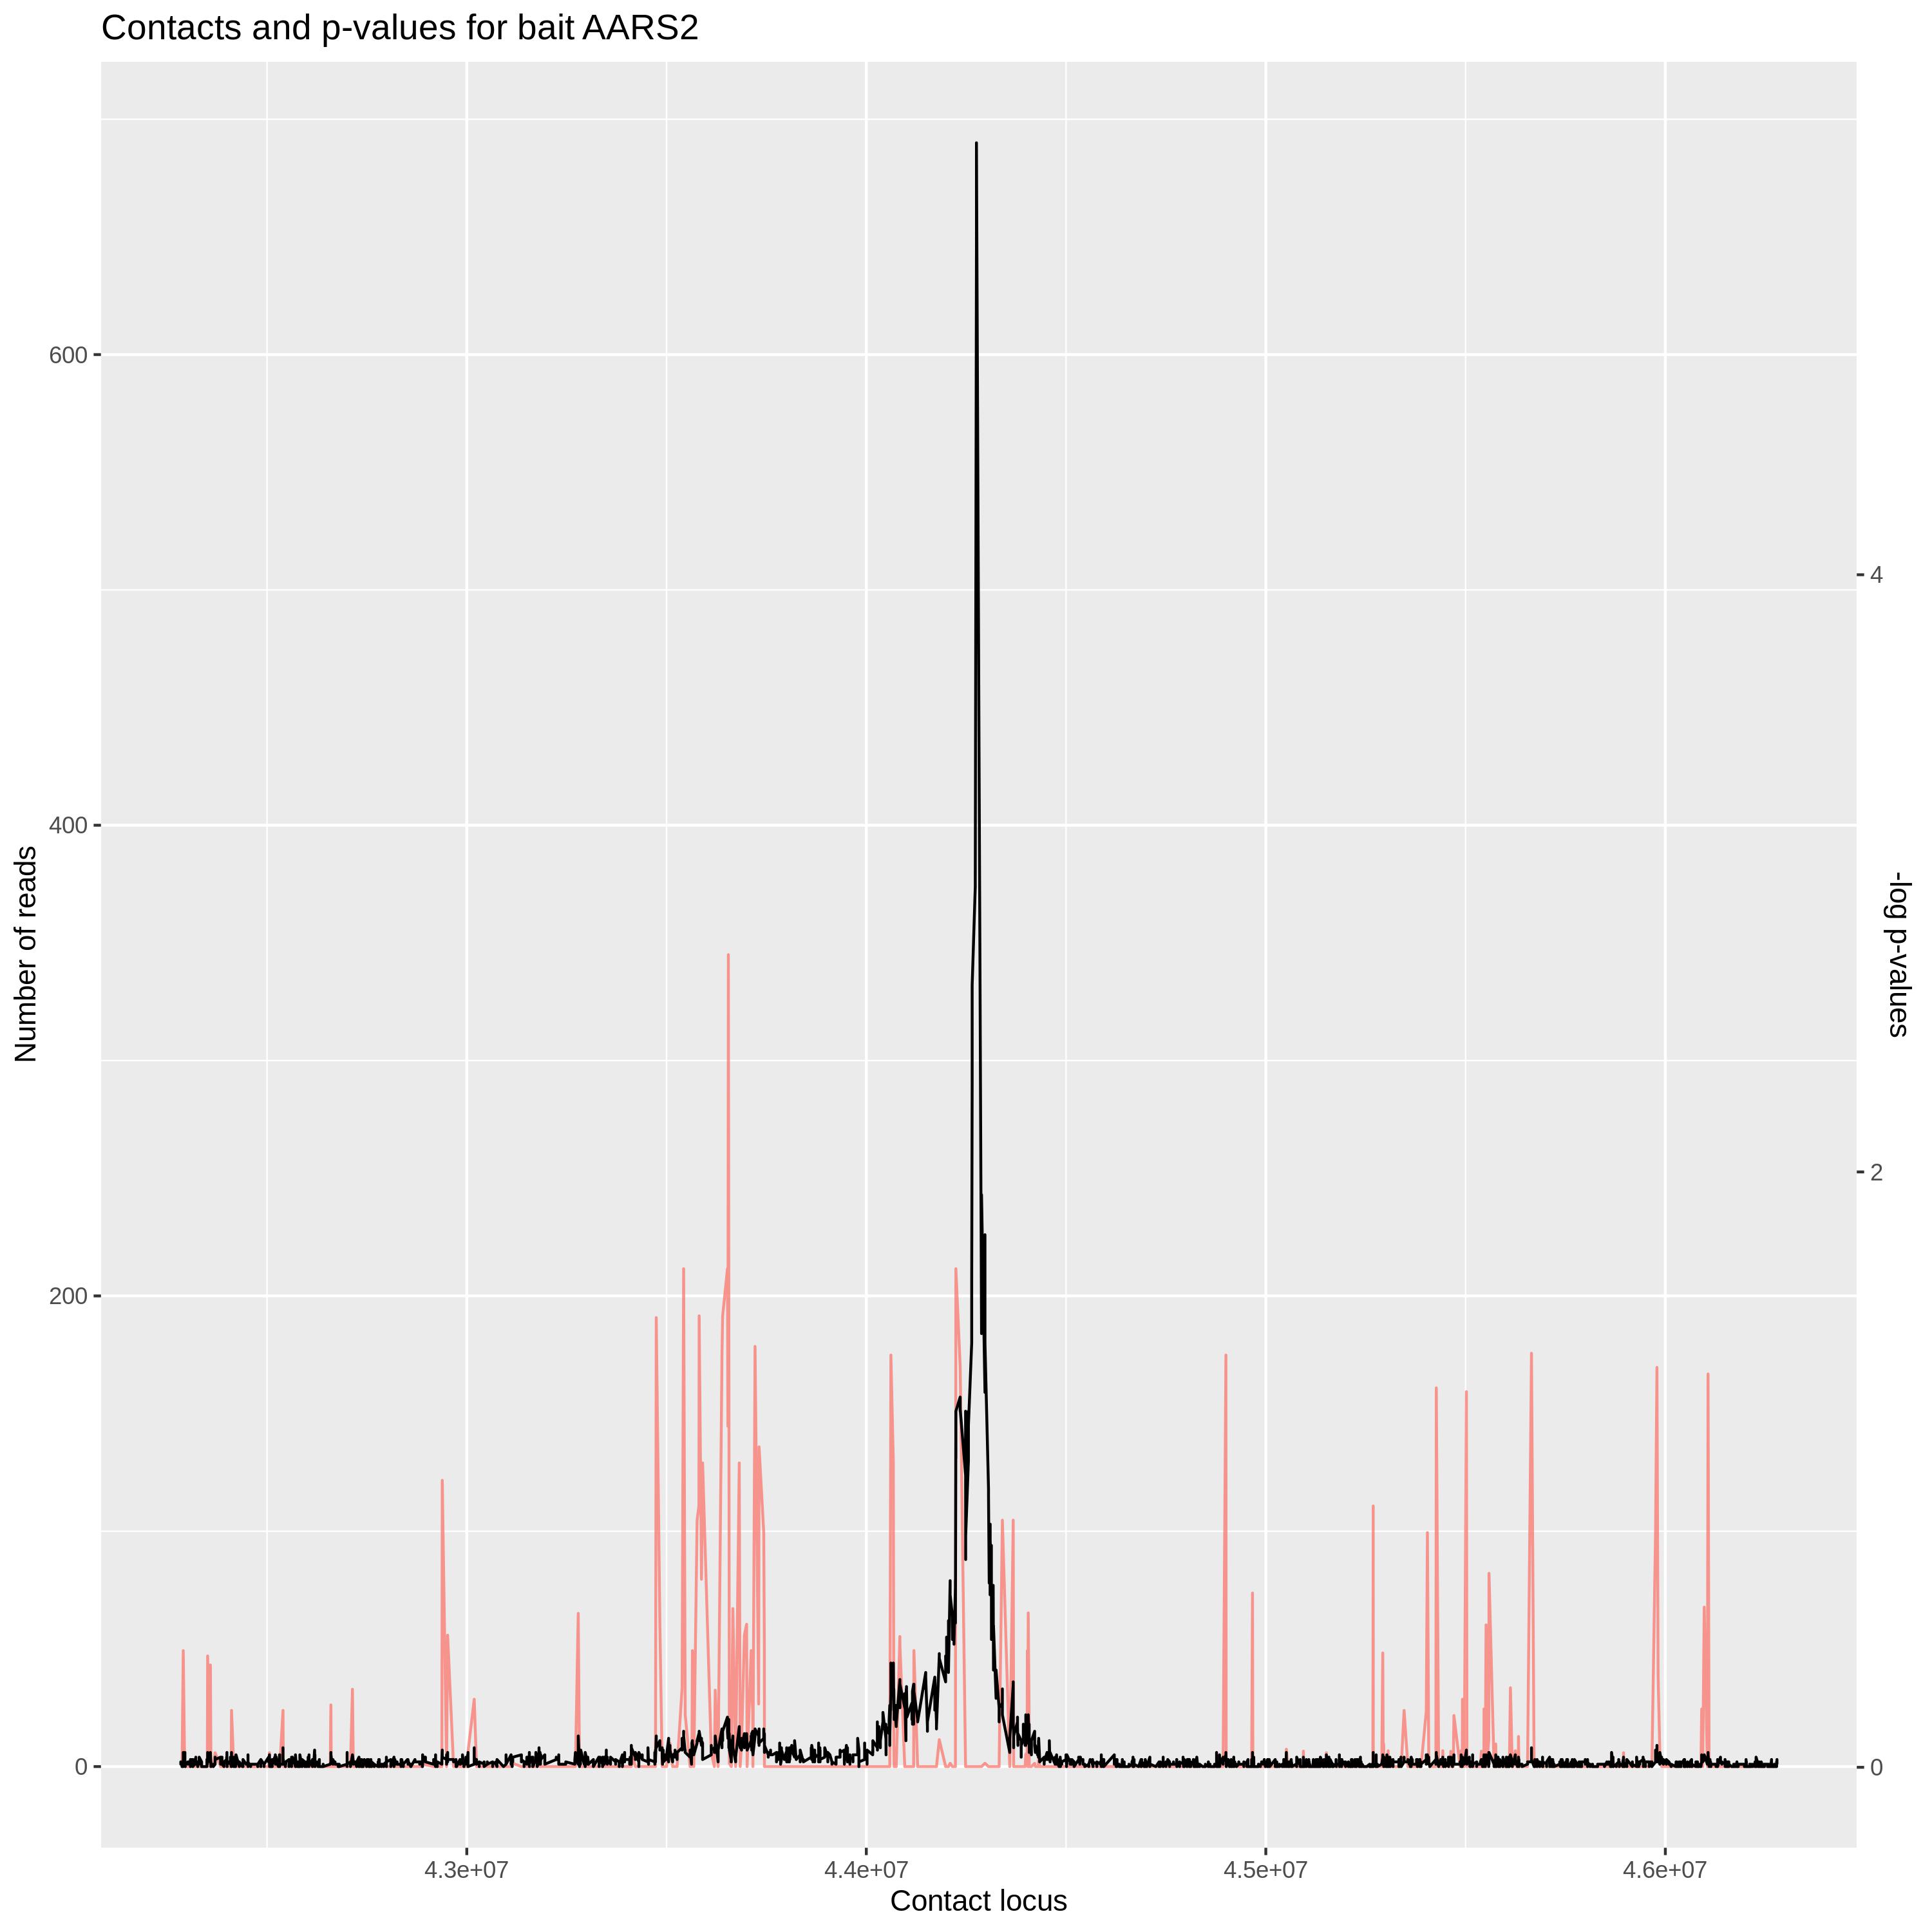 Contacts and p-values for bait AARS2
600
400
200
0
Number of reads
4
2
0
-log p-values
4.3e+07
4.4e+07
4.5e+07
4.6e+07
Contact locus